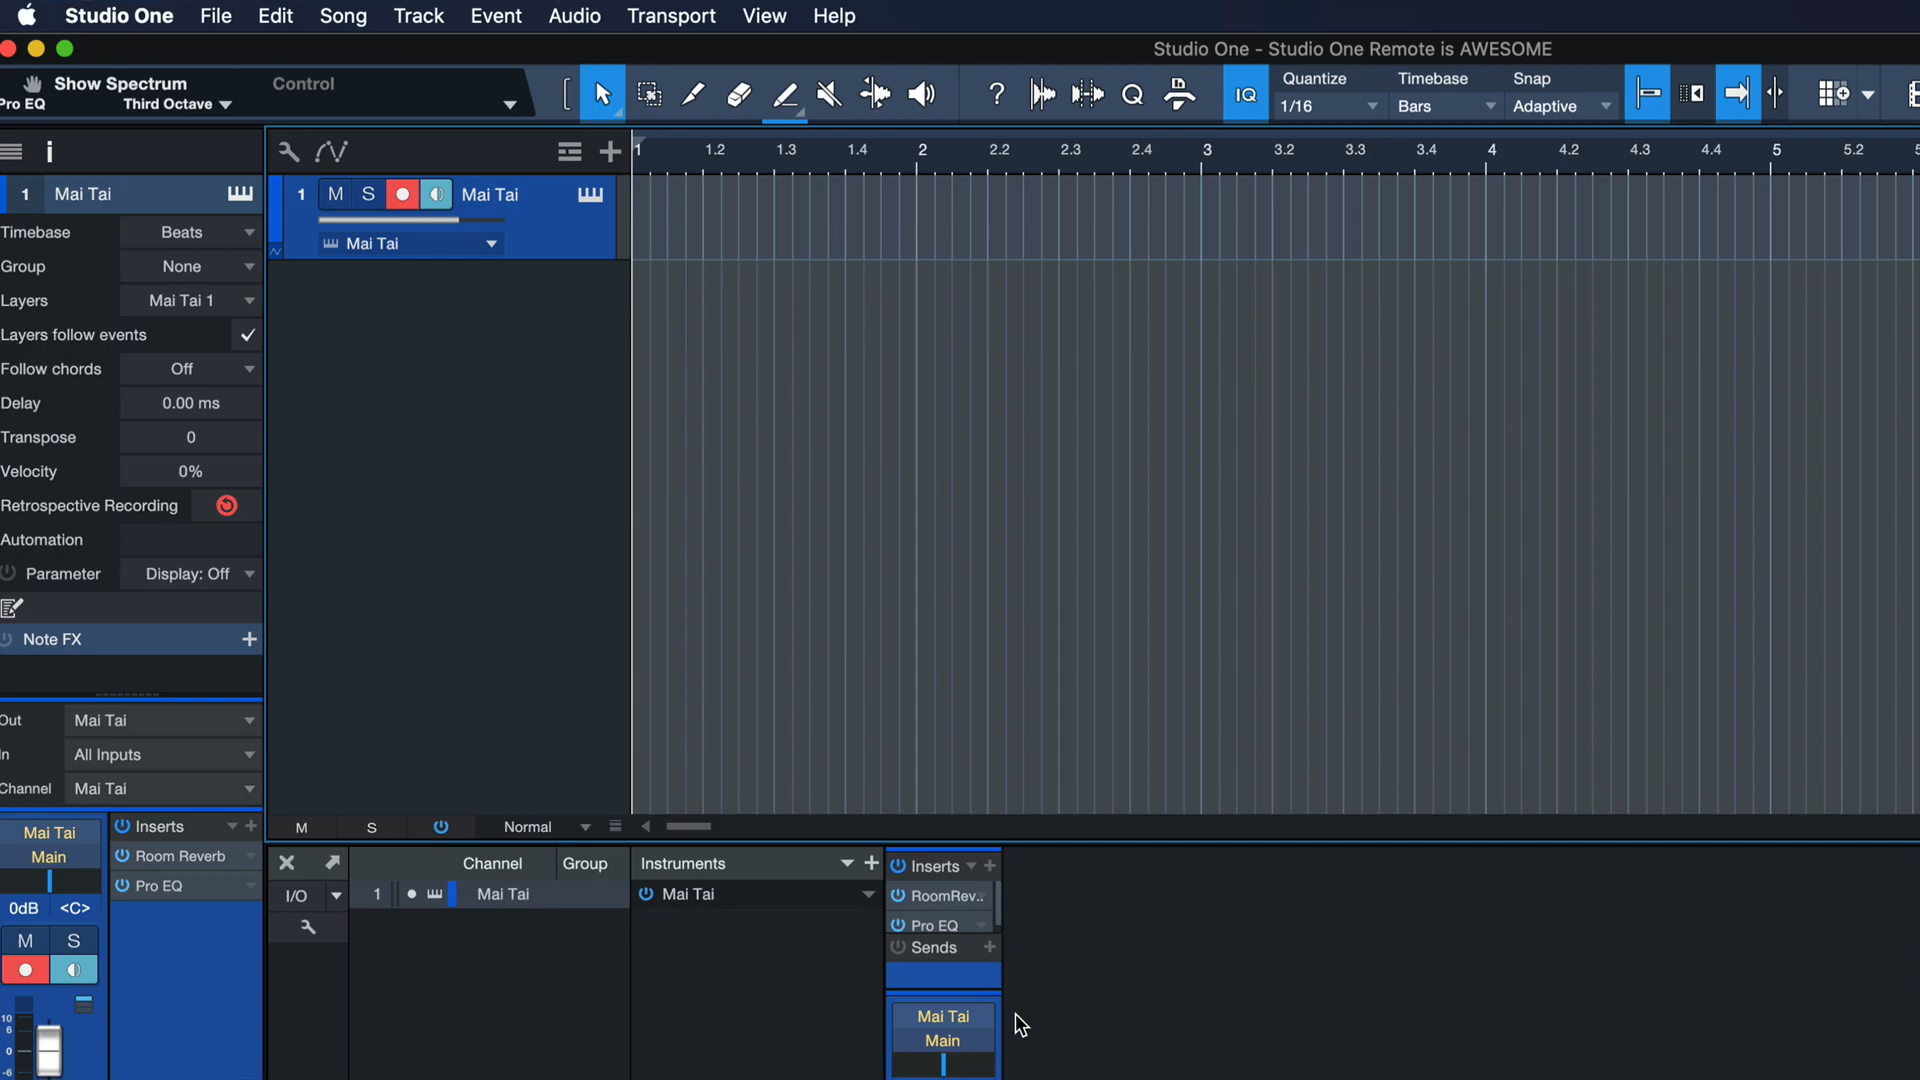 Studio One File Edit Song Track Event Audio Transport View Help
Studio One - Studio One Remote is AWESOME
Show Spectrum Control
Pro EQ Third Octave
Quantize Timebase Snap
IQ 1/16 Bars Adaptive
i
1 1.2 1.3 1.4 2 2.2 2.3 2.4 3 3.2 3.3 3.4 4 4.2 4.3 4.4 5 5.2
1 Mai Tai
1 M S Mai Tai
Mai Tai
Timebase Beats
Group None
Layers Mai Tai 1
Layers follow events
Follow chords Off
Delay 0.00 ms
Transpose 0
Velocity 0%
Retrospective Recording
Automation
Parameter Display: Off
Note FX
Out Mai Tai
In All Inputs
Channel Mai Tai
M S Normal
Mai Tai
Main
0dB <C>
M S
10
6
0
-6
Inserts
Room Reverb
Pro EQ
Channel Group Instruments
I/O 1 Mai Tai Mai Tai
Inserts
RoomRev..
Pro EQ
Sends
Mai Tai
Main